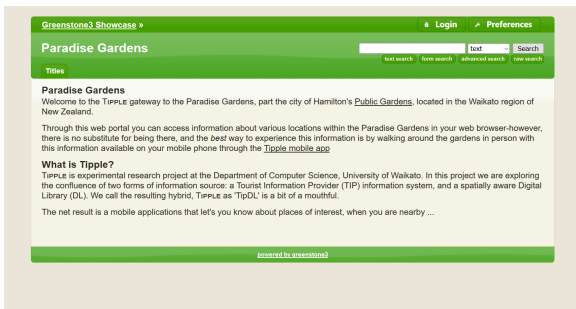 Greenstone3 Showcase »
Login
Preferences
Paradise Gardens
text
Search
text search
form search
advanced search
raw search
Titles
Paradise Gardens
Welcome to the TIPPLE gateway to the Paradise Gardens, part the city of Hamilton's Public Gardens, located in the Waikato region of
New Zealand.
Through this web portal you can access information about various locations within the Paradise Gardens in your web browser-however,
there is no substitute for being there, and the best way to experience this information is by walking around the gardens in person with
this information available on your mobile phone through the Tipple mobile app
What is Tipple?
TIPPLE is experimental research project at the Department of Computer Science, University of Waikato. In this project we are exploring
the confluence of two forms of information source: a Tourist Information Provider (TIP) information system, and a spatially aware Digital
Library (DL). We call the resulting hybrid, TIPPLE as 'TipDL' is a bit of a mouthful.
The net result is a mobile applications that let's you know about places of interest, when you are nearby ...
powered by greenstone3